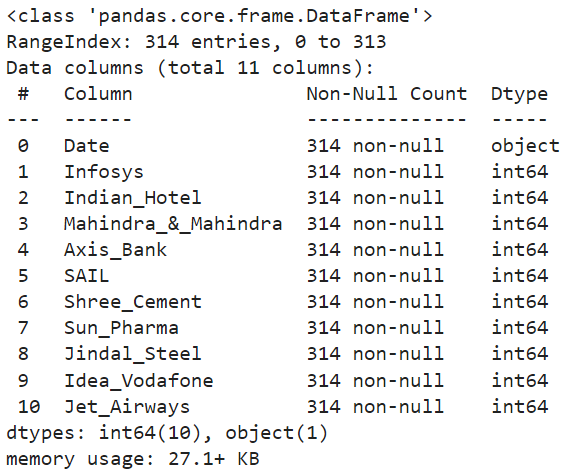 <class 'pandas.core.frame.DataFrame'>
RangeIndex: 314 entries, 0 to 313
Data columns (total 11 columns):
 #   Column               Non-Null Count  Dtype
---  ------               --------------  -----
 0   Date                 314 non-null    object
 1   Infosys              314 non-null    int64
 2   Indian_Hotel         314 non-null    int64
 3   Mahindra_&_Mahindra  314 non-null    int64
 4   Axis_Bank            314 non-null    int64
 5   SAIL                 314 non-null    int64
 6   Shree_Cement         314 non-null    int64
 7   Sun_Pharma           314 non-null    int64
 8   Jindal_Steel         314 non-null    int64
 9   Idea_Vodafone        314 non-null    int64
 10  Jet_Airways          314 non-null    int64
dtypes: int64(10), object(1)
memory usage: 27.1+ KB